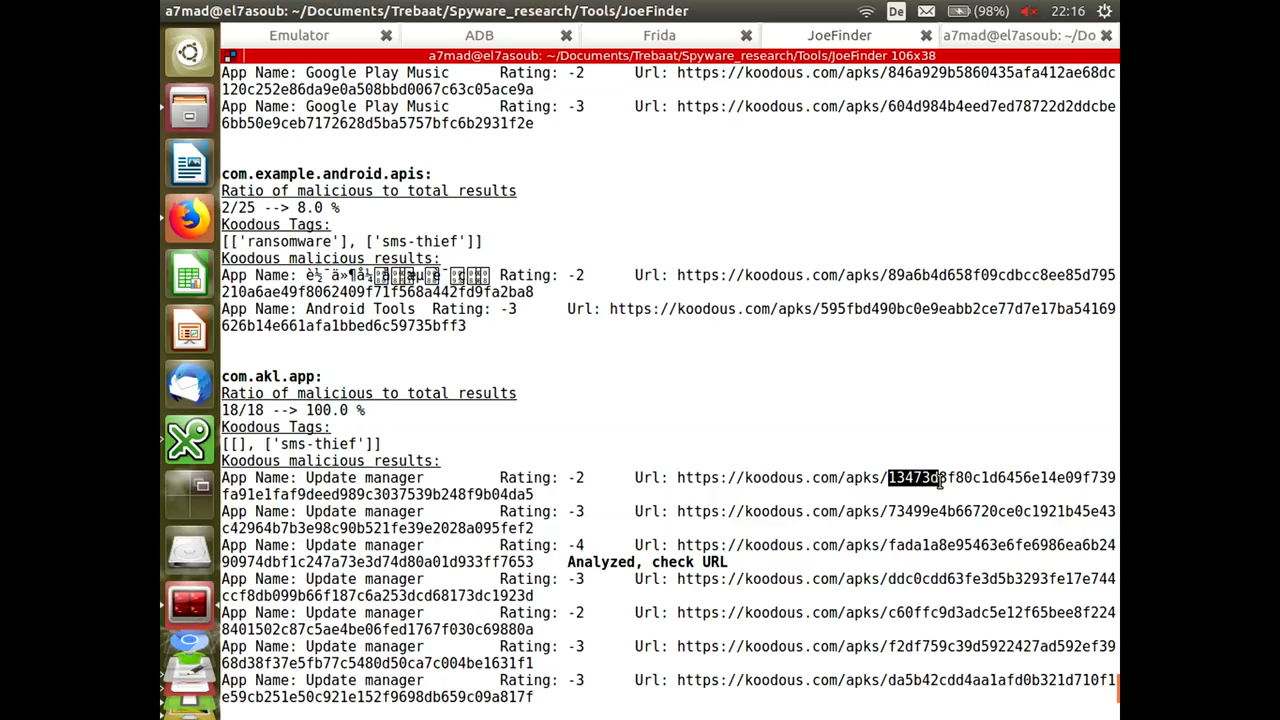 a7mad@el7asoub: ~/Documents/Trebaat/Spyware_research/Tools/JoeFinder De (98%) 22:16
Emulator ADB Frida JoeFinder a7mad@el7asoub: ~/Do
a7mad@el7asoub: ~/Documents/Trebaat/Spyware_research/Tools/JoeFinder 106x38
App Name: Google Play Music Rating: -2 Url: https://koodous.com/apks/846a929b5860435afa412ae68dc
120c252e86da9e0a508bbd0067c63c05ace9a
App Name: Google Play Music Rating: -3 Url: https://koodous.com/apks/604d984b4eed7ed78722d2ddcbe
6bb50e9ceb7172628d5ba5757bfc6b2931f2e
com.example.android.apis:
Ratio of malicious to total results
2/25 --> 8.0 %
Koodous Tags:
[['ransomware'], ['sms-thief']]
Koodous malicious results:
App Name: Rating: -2 Url: https://koodous.com/apks/89a6b4d658f09cdbcc8ee85d795
210a6ae49f8062409f71f568a442fd9fa2ba8
App Name: Android Tools Rating: -3 Url: https://koodous.com/apks/595fbd490bc0e9eabb2ce77d7e17ba54169
626b14e661afa1bbed6c59735bff3
com.akl.app:
Ratio of malicious to total results
18/18 --> 100.0 %
Koodous Tags:
[[], ['sms-thief']]
Koodous malicious results:
App Name: Update manager Rating: -2 Url: https://koodous.com/apks/13473d3f80c1d6456e14e09f739
fa91e1faf9deed989c3037539b248f9b04da5
App Name: Update manager Rating: -3 Url: https://koodous.com/apks/73499e4b66720ce0c1921b45e43
c42964b7b3e98c90b521fe39e2028a095fef2
App Name: Update manager Rating: -4 Url: https://koodous.com/apks/fada1a8e95463e6fe6986ea6b24
90974dbf1c247a73e3d74d80a01d933ff7653 Analyzed, check URL
App Name: Update manager Rating: -3 Url: https://koodous.com/apks/ddc0cdd63fe3d5b3293fe17e744
ccf8db099b66f187c6a253dcd68173dc1923d
App Name: Update manager Rating: -2 Url: https://koodous.com/apks/c60ffc9d3adc5e12f65bee8f224
8401502c87c5ae4be06fed1767f030c69880a
App Name: Update manager Rating: -3 Url: https://koodous.com/apks/f2df759c39d5922427ad592ef39
68d38f37e5fb77c5480d50ca7c004be1631f1
App Name: Update manager Rating: -3 Url: https://koodous.com/apks/da5b42cdd4aa1afd0b321d710f1
e59cb251e50c921e152f9698db659c09a817f